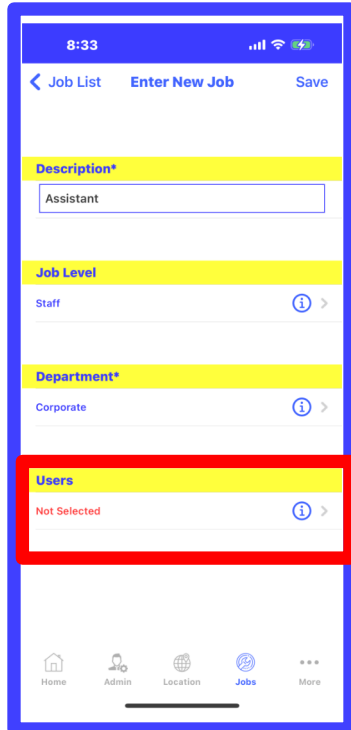 8:33
Job List Enter New Job Save
Description*
Assistant
Job Level
Staff
Department*
Corporate
Users
Not Selected
Home Admin Location Jobs More